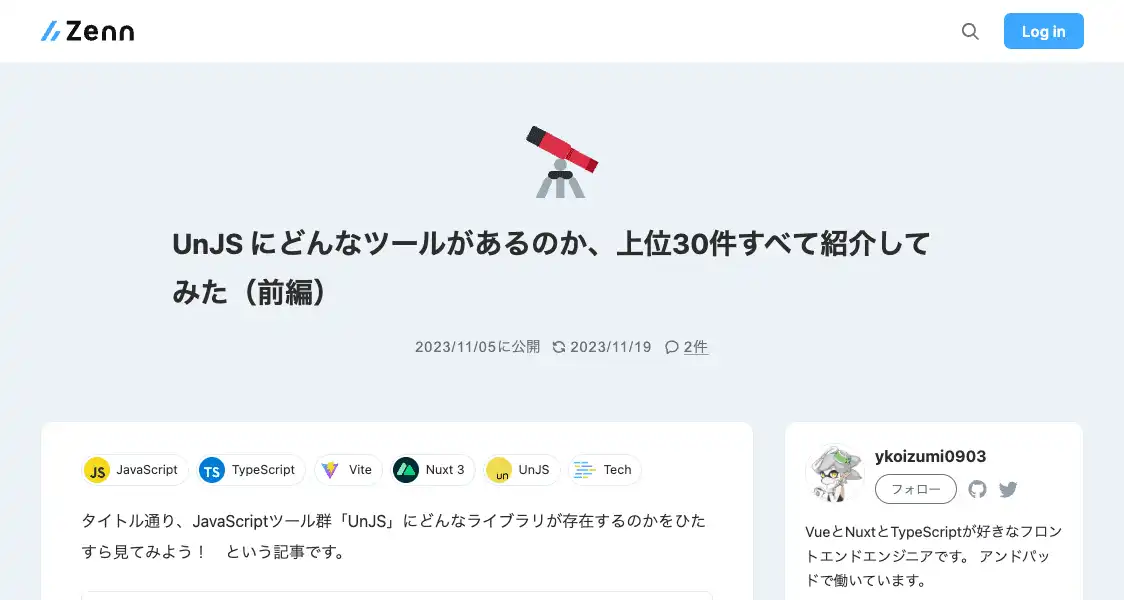 Zenn
Log in
UnJS にどんなツールがあるのか、上位30件すべて紹介して
みた（前編）
2023/11/05に公開 2023/11/19 2件
JS JavaScript TS TypeScript Vite Nuxt 3 un UnJS Tech
タイトル通り、JavaScriptツール群「UnJS」にどんなライブラリが存在するのかをひた
すら見てみよう！　という記事です。
ykoizumi0903
フォロー
VueとNuxtとTypeScriptが好きなフロン
トエンドエンジニアです。 アンドパッ
ドで働いています。